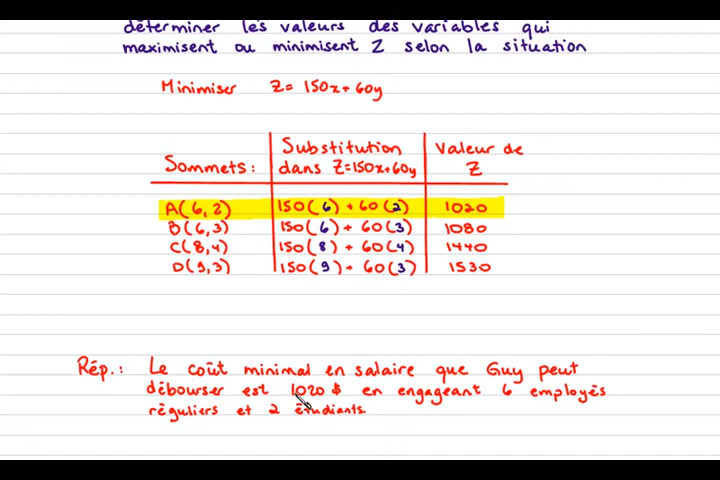 déterminer les valeurs des variables qui
maximisent ou minimisent Z selon la situation
Minimiser Z= 150x+60y
Sommets: Substitution dans Z=150x+60y Valeur de Z
A(6,2) 150(6)+60(2) 1020
B(6,3) 150(6)+60(3) 1080
C(8,4) 150(8)+60(4) 1440
D(9,3) 150(9)+60(3) 1530
Rép.: Le coût minimal en salaire que Guy peut
débourser est 1020 $ en engageant 6 employés
réguliers et 2 étudiants.